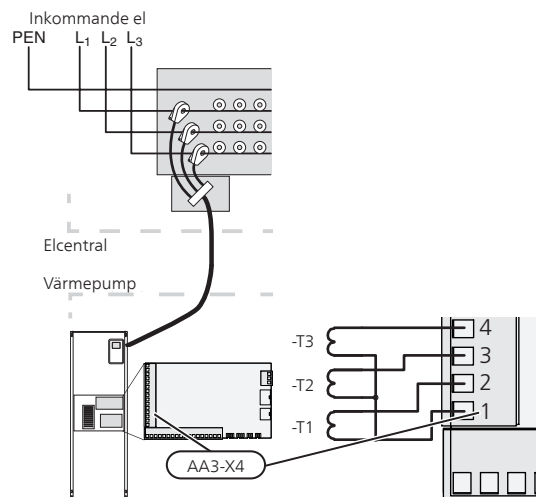 Inkommande el
PEN L1 L2 L3
Elcentral
Värmepump
-T3
-T2
-T1
4
3
2
1
AA3-X4